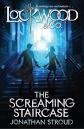 LOCKWOOD
& CO.
THE
SCREAMING
STAIRCASE
JONATHAN STROUD